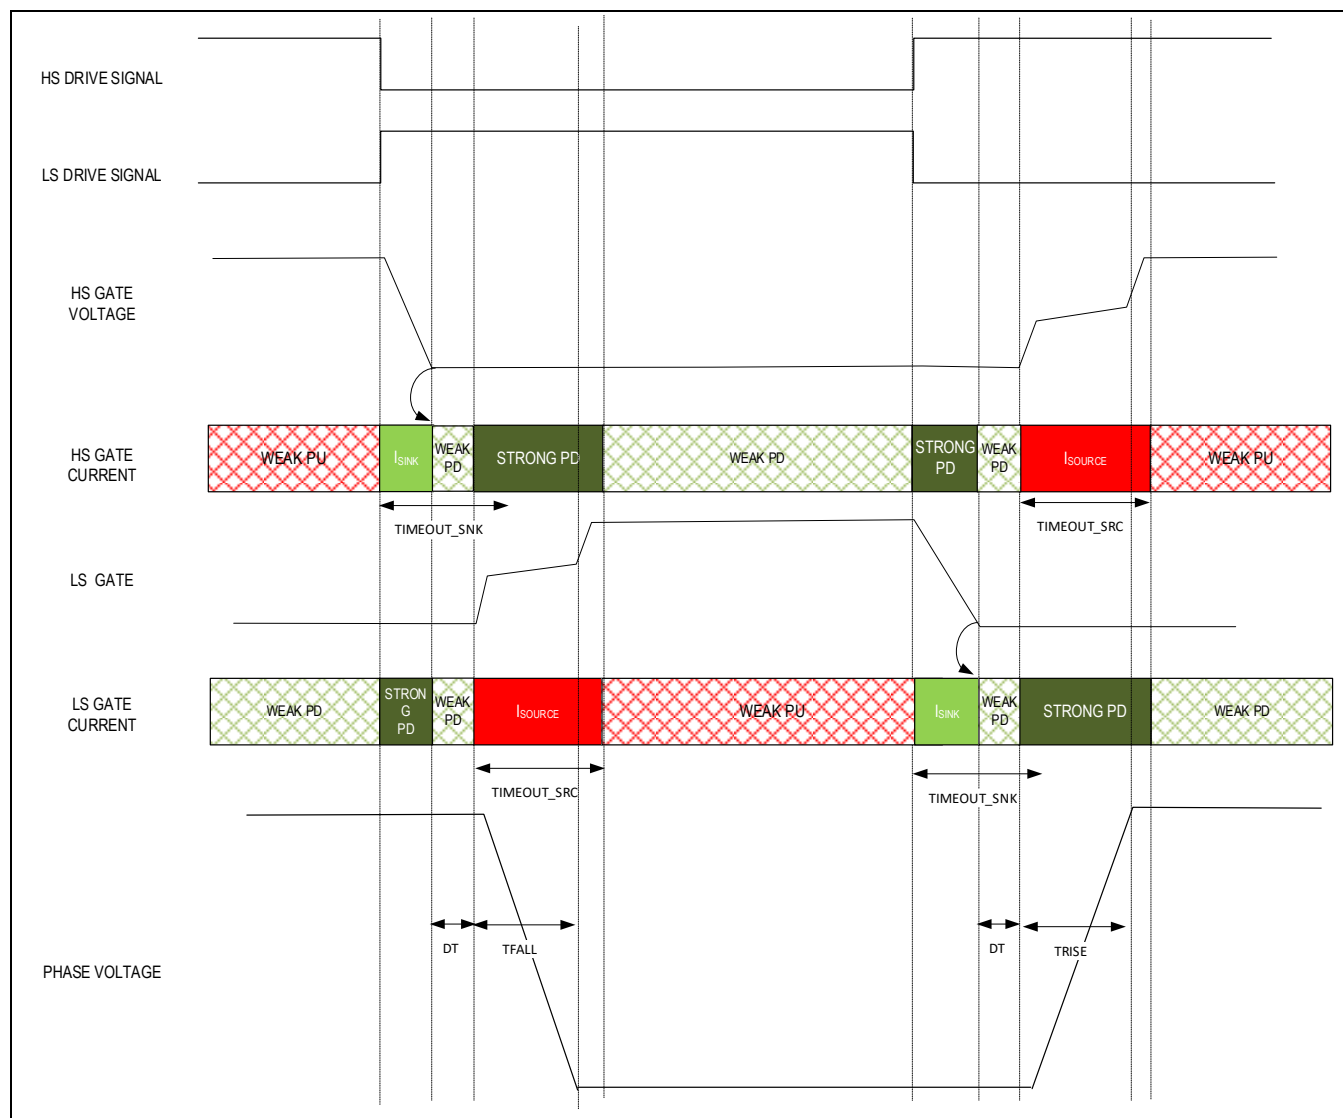 HS DRIVE SIGNAL
LS DRIVE SIGNAL
HS GATE
VOLTAGE
HS GATE
CURRENT
WEAK PU
ISINK
WEAK
PD
STRONG PD
WEAK PD
STRONG
PD
WEAK
PD
ISOURCE
WEAK PU
TIMEOUT_SNK
TIMEOUT_SRC
LS GATE
LS GATE
CURRENT
WEAK PD
STRON
G
PD
WEAK
PD
ISOURCE
WEAK PU
ISINK
WEAK
PD
STRONG PD
WEAK PD
TIMEOUT_SRC
TIMEOUT_SNK
DT
TFALL
DT
TRISE
PHASE VOLTAGE